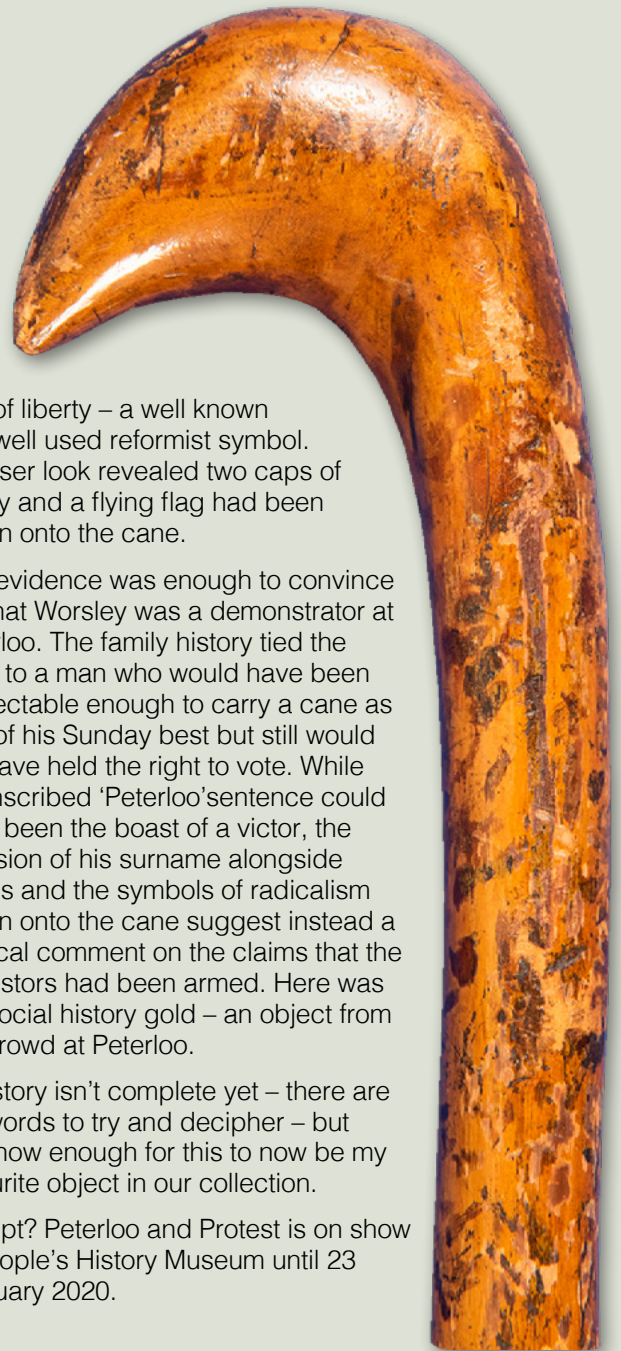 of liberty – a well known
well used reformist symbol.
ser look revealed two caps of
y and a flying flag had been
n onto the cane.
evidence was enough to convince
hat Worsley was a demonstrator at
rloo. The family history tied the
to a man who would have been
ectable enough to carry a cane as
of his Sunday best but still would
ave held the right to vote. While
nscribed ‘Peterloo’sentence could
been the boast of a victor, the
sion of his surname alongside
s and the symbols of radicalism
n onto the cane suggest instead a
cal comment on the claims that the
stors had been armed. Here was
ocial history gold – an object from
rowd at Peterloo.
story isn’t complete yet – there are
words to try and decipher – but
now enough for this to now be my
urite object in our collection.
pt? Peterloo and Protest is on show
eople’s History Museum until 23
uary 2020.